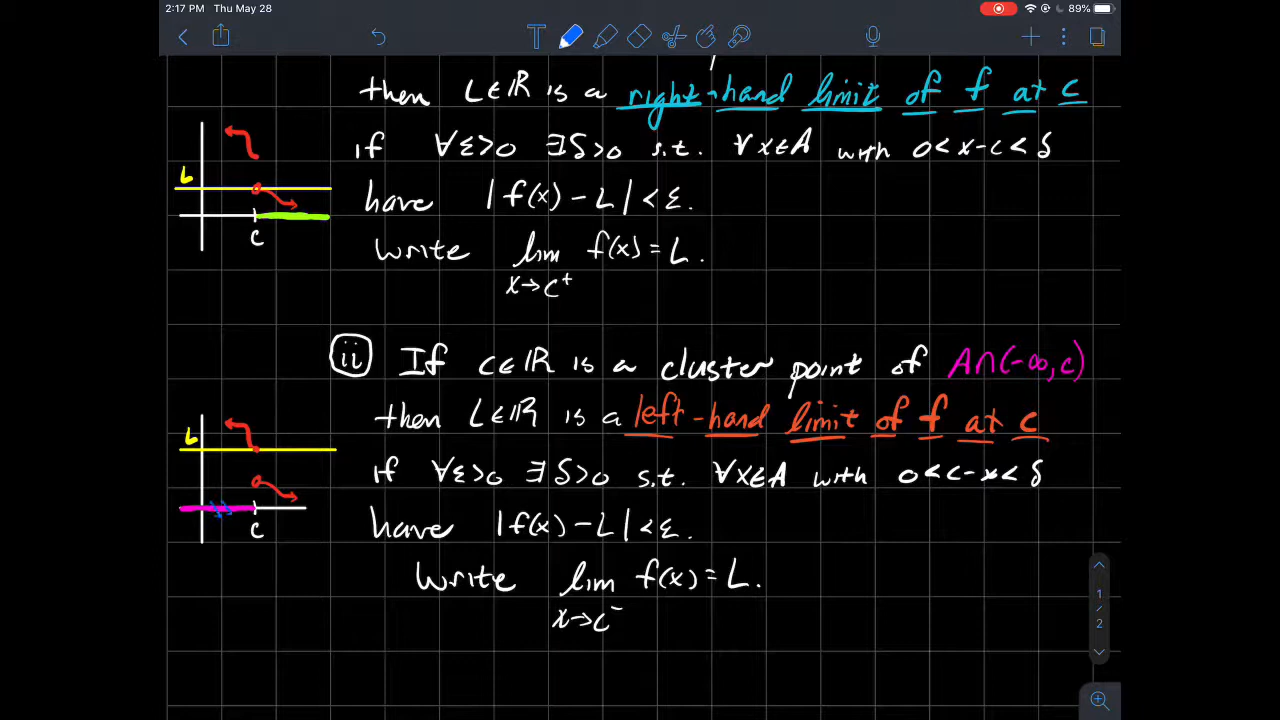 2:17 PM Thu May 28
89%
then L∈ℝ is a right-hand limit of f at c
if ∀ε>0 ∃δ>0 s.t. ∀x∈A with 0<x-c<δ
L
have |f(x)-L|<ε.
c
Write lim f(x)=L.
x→c⁺
ii If c∈ℝ is a cluster point of A∩(-∞,c)
then L∈ℝ is a left-hand limit of f at c
L
if ∀ε>0 ∃δ>0 s.t. ∀x∈A with 0<c-x<δ
c
have |f(x)-L|<ε.
Write lim f(x)=L.
x→c⁻
1
/
2